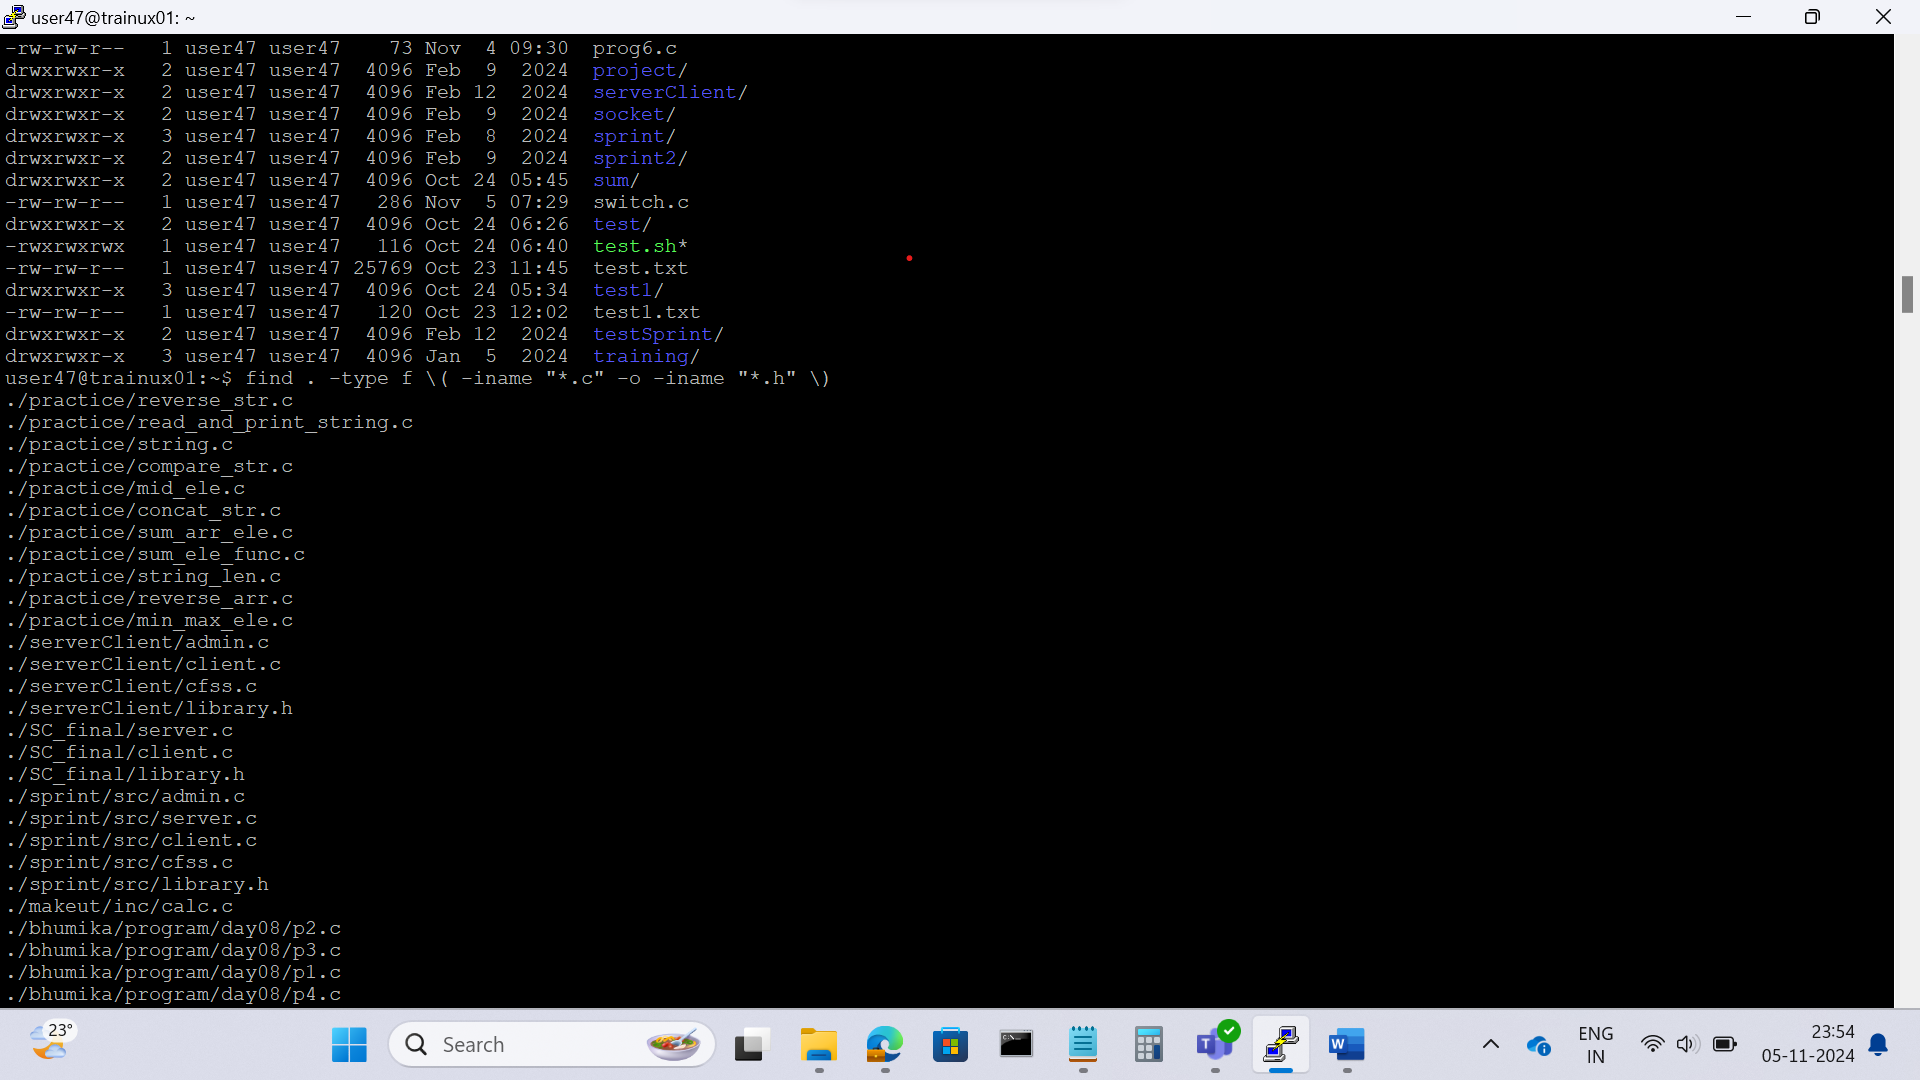 user47@trainux01: ~
-rw-rw-r-- 1 user47 user47 73 Nov 4 09:30 prog6.c
drwxrwxr-x 2 user47 user47 4096 Feb 9 2024 project/
drwxrwxr-x 2 user47 user47 4096 Feb 12 2024 serverClient/
drwxrwxr-x 2 user47 user47 4096 Feb 9 2024 socket/
drwxrwxr-x 3 user47 user47 4096 Feb 8 2024 sprint/
drwxrwxr-x 2 user47 user47 4096 Feb 9 2024 sprint2/
drwxrwxr-x 2 user47 user47 4096 Oct 24 05:45 sum/
-rw-rw-r-- 1 user47 user47 286 Nov 5 07:29 switch.c
drwxrwxr-x 2 user47 user47 4096 Oct 24 06:26 test/
-rwxrwxrwx 1 user47 user47 116 Oct 24 06:40 test.sh*
-rw-rw-r-- 1 user47 user47 25769 Oct 23 11:45 test.txt
drwxrwxr-x 3 user47 user47 4096 Oct 24 05:34 test1/
-rw-rw-r-- 1 user47 user47 120 Oct 23 12:02 test1.txt
drwxrwxr-x 2 user47 user47 4096 Feb 12 2024 testSprint/
drwxrwxr-x 3 user47 user47 4096 Jan 5 2024 training/
user47@trainux01:~$ find . -type f \( -iname "*.c" -o -iname "*.h" \)
./practice/reverse_str.c
./practice/read_and_print_string.c
./practice/string.c
./practice/compare_str.c
./practice/mid_ele.c
./practice/concat_str.c
./practice/sum_arr_ele.c
./practice/sum_ele_func.c
./practice/string_len.c
./practice/reverse_arr.c
./practice/min_max_ele.c
./serverClient/admin.c
./serverClient/client.c
./serverClient/cfss.c
./serverClient/library.h
./SC_final/server.c
./SC_final/client.c
./SC_final/library.h
./sprint/src/admin.c
./sprint/src/server.c
./sprint/src/client.c
./sprint/src/cfss.c
./sprint/src/library.h
./makeut/inc/calc.c
./bhumika/program/day08/p2.c
./bhumika/program/day08/p3.c
./bhumika/program/day08/p1.c
./bhumika/program/day08/p4.c
23°
Search
ENG
IN
23:54
05-11-2024